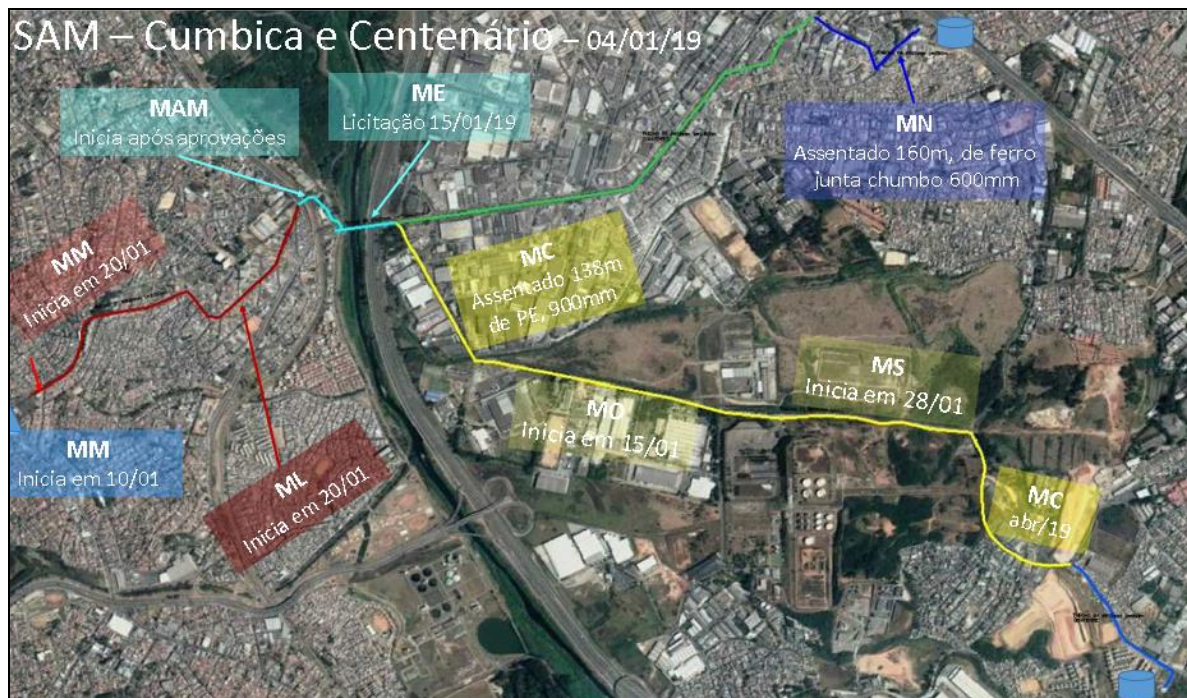 SAM – Cumbica e Centenário – 04/01/19
MAM
Inicia após aprovações
ME
Licitação 15/01/19
MN
Assentado 160m, de ferro
junta chumbo 600mm
MM
Inicia em 20/01
MC
Assentado 138m
de PE, 900mm
MS
Inicia em 28/01
MO
Inicia em 15/01
MM
Inicia em 10/01
ML
Inicia em 20/01
MC
abr/19